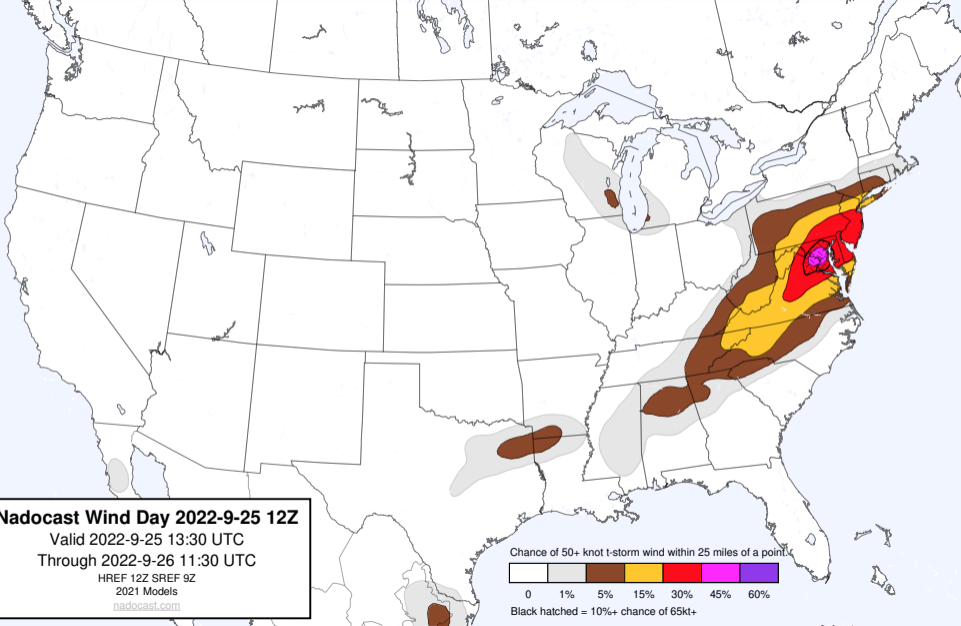 Nadocast Wind Day 2022-9-25 12Z
Valid 2022-9-25 13:30 UTC
Through 2022-9-26 11:30 UTC
HREF 12Z SREF 9Z
2021 Models
nadocast.com
Chance of 50+ knot t-storm wind within 25 miles of a point.
0 1% 5% 15% 30% 45% 60%
Black hatched = 10%+ chance of 65kt+